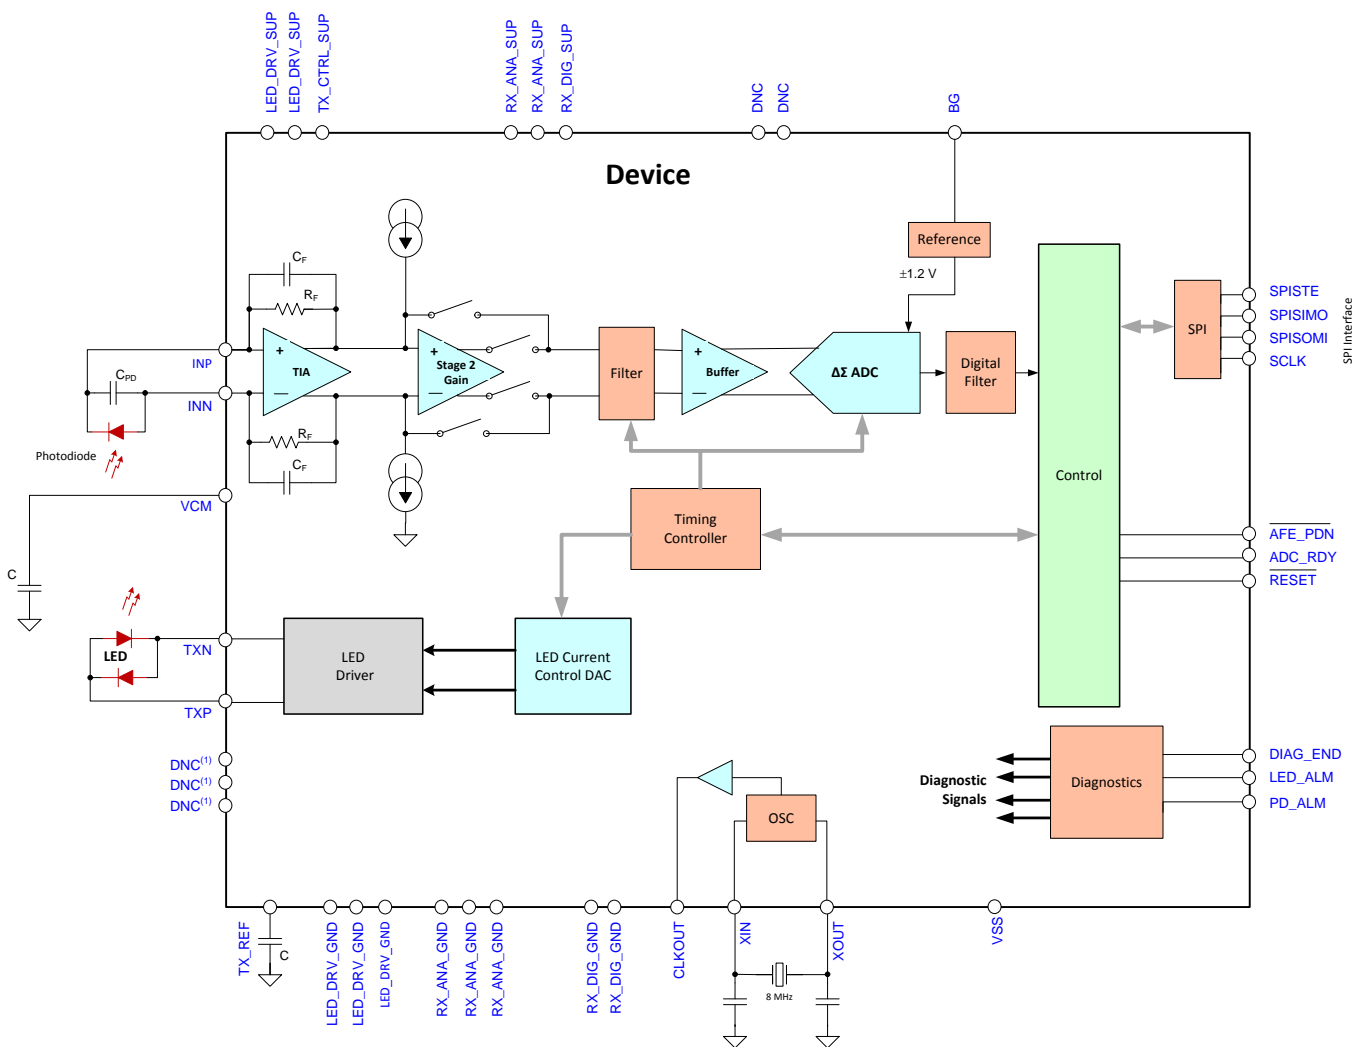 LED_DRV_SUP
LED_DRV_SUP
TX_CTRL_SUP
RX_ANA_SUP
RX_ANA_SUP
RX_DIG_SUP
DNC
DNC
BG
Device
Reference
±1.2 V
CF
RF
INP
+
TIA
−
+
Stage 2
Gain
−
Filter
+
Buffer
−
ΔΣ ADC
Digital
Filter
SPI
SPISTE
SPISIMO
SPISOMI
SCLK
SPI Interface
CPD
INN
Photodiode
RF
CF
VCM
C
Timing
Controller
Control
AFE_PDN
ADC_RDY
RESET
LED
TXN
TXP
LED
Driver
LED Current
Control DAC
DNC(1)
DNC(1)
DNC(1)
Diagnostic
Signals
Diagnostics
DIAG_END
LED_ALM
PD_ALM
OSC
TX_REF
C
LED_DRV_GND
LED_DRV_GND
LED_DRV_GND
RX_ANA_GND
RX_ANA_GND
RX_ANA_GND
RX_DIG_GND
RX_DIG_GND
CLKOUT
XIN
XOUT
VSS
8 MHz